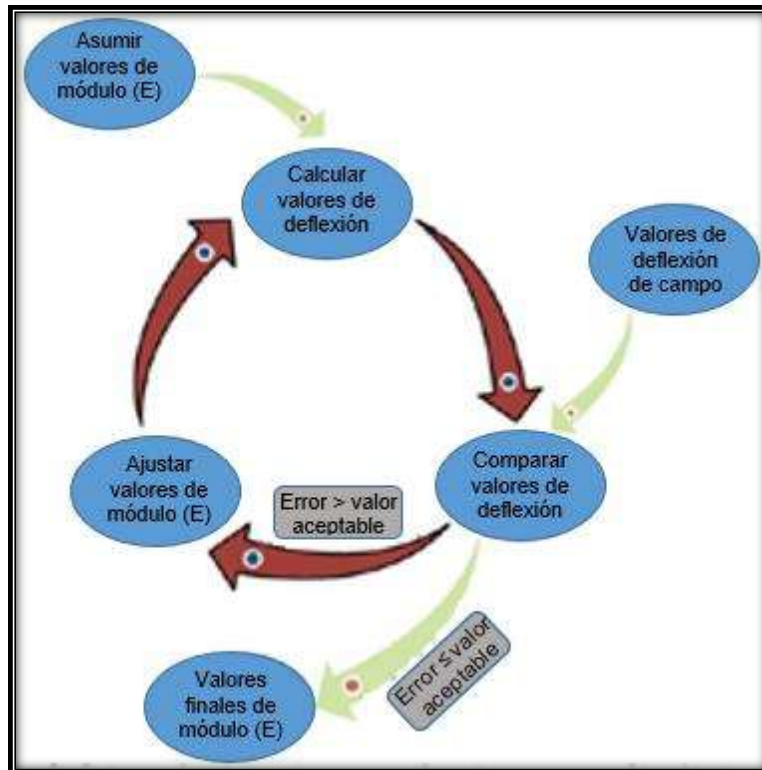 Asumir
valores de
módulo (E)
Calcular
valores de
deflexión
Valores de
deflexión
de campo
Comparar
valores de
deflexión
Error > valor
aceptable
Ajustar
valores de
módulo (E)
Error ≤ valor
aceptable
Valores
finales de
módulo (E)